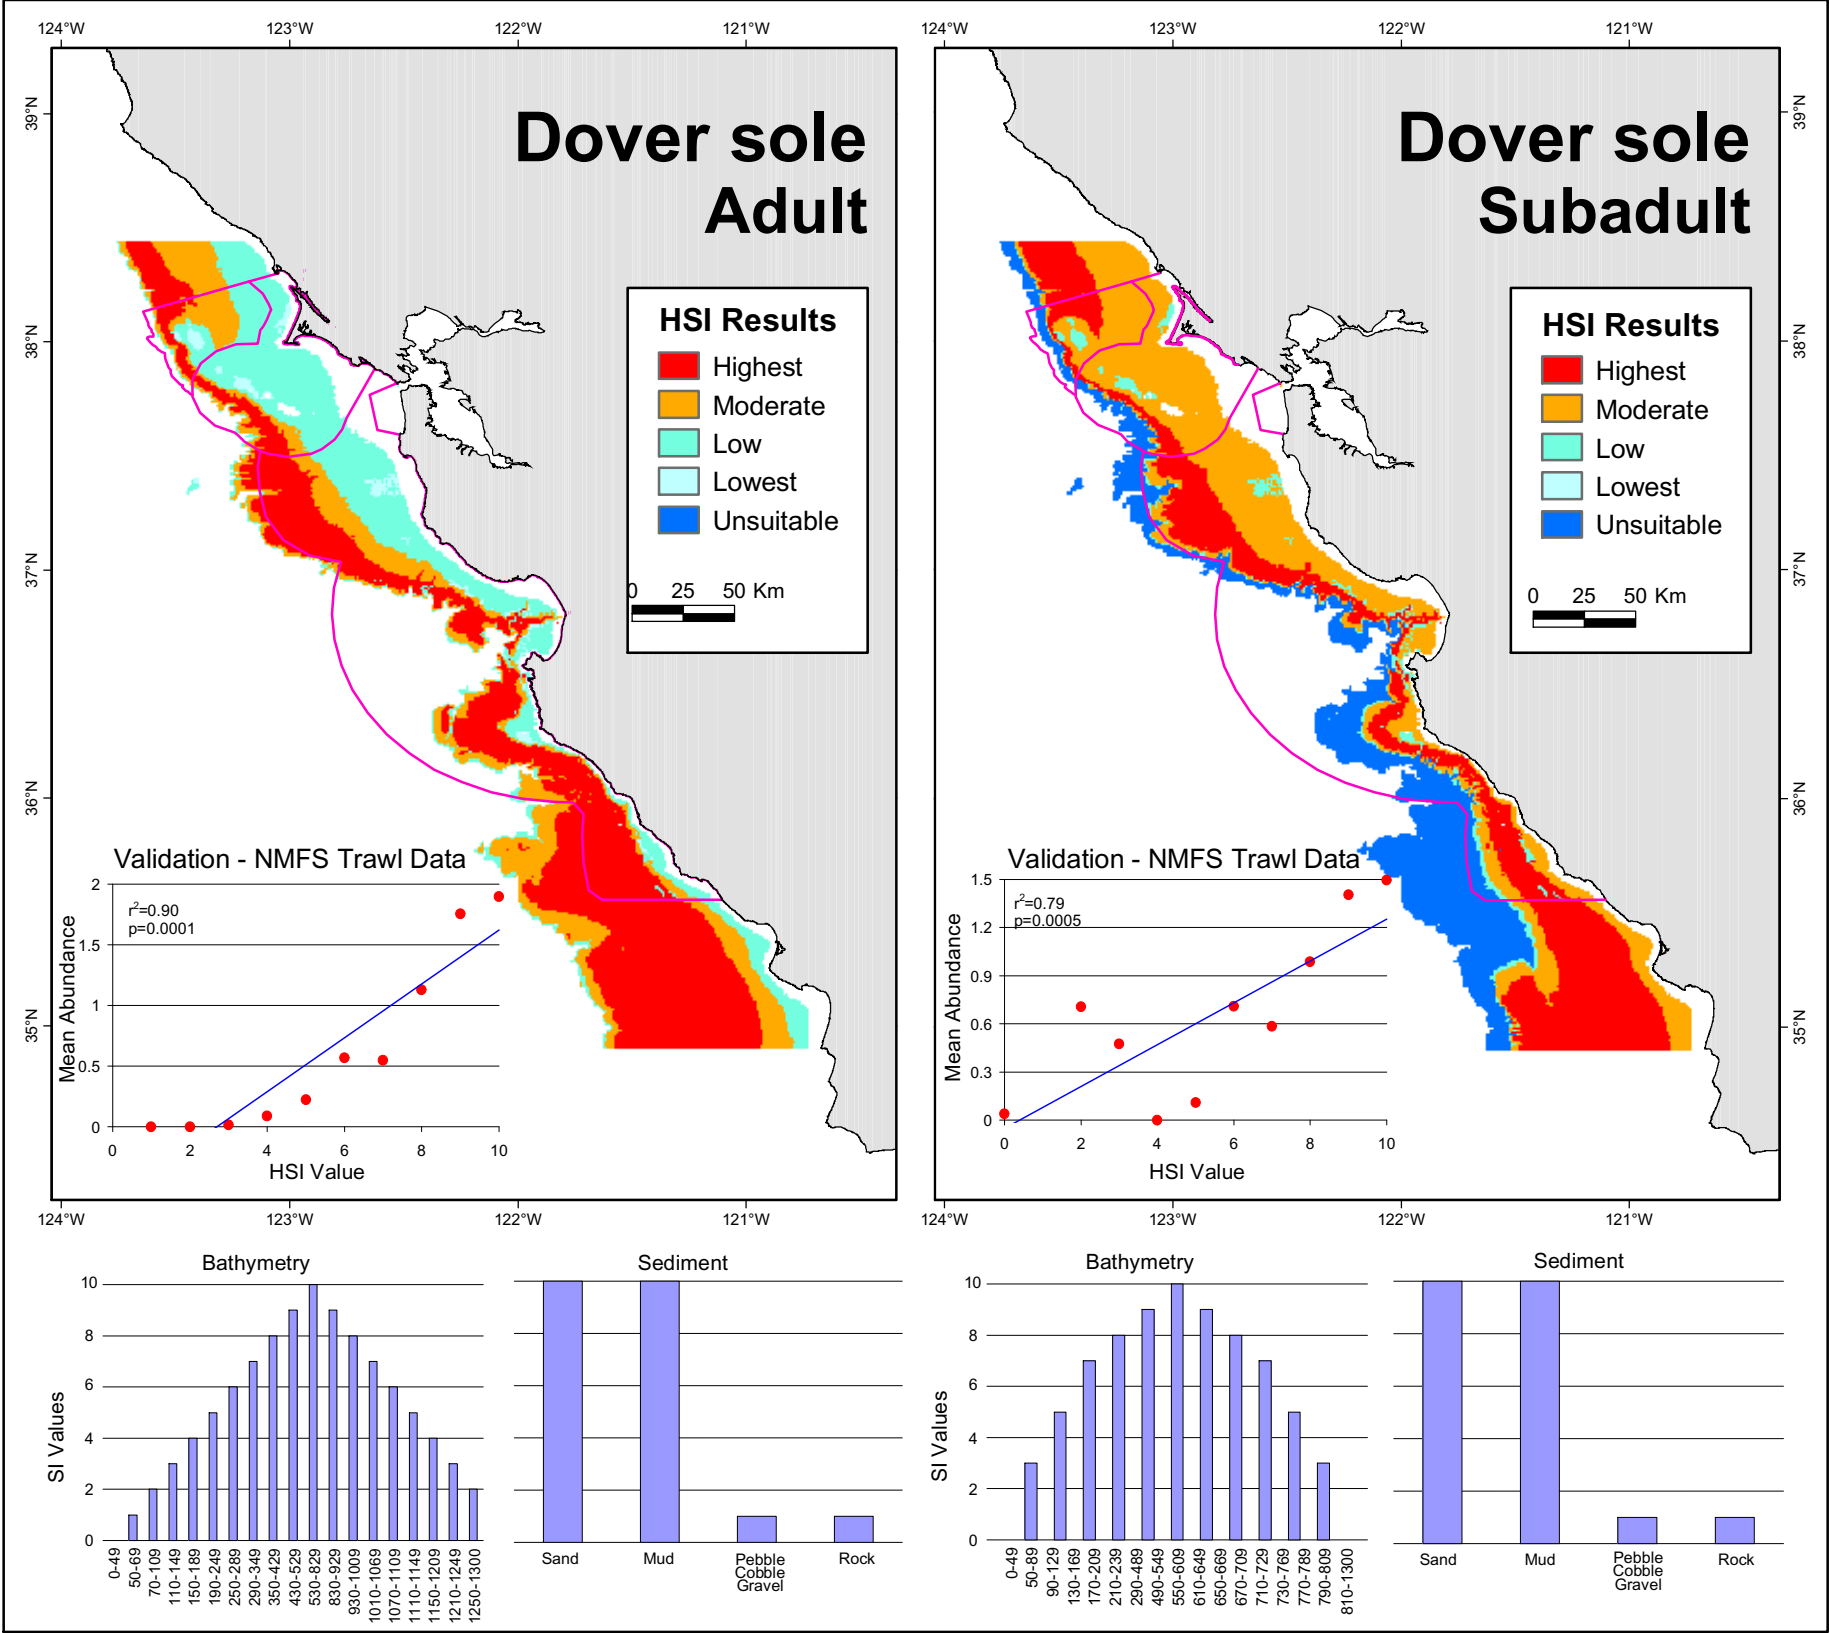 124°W 123°W 122°W 121°W
124°W 123°W 122°W 121°W
39°N
38°N
37°N
36°N
35°N
Dover sole
Adult
HSI Results
Highest
Moderate
Low
Lowest
Unsuitable
0 25 50 Km
Validation - NMFS Trawl Data
r²=0.90
p=0.0001
Mean Abundance
2
1.5
1
0.5
0
0 2 4 6 8 10
HSI Value
124°W 123°W 122°W 121°W
Dover sole
Subadult
HSI Results
Highest
Moderate
Low
Lowest
Unsuitable
0 25 50 Km
39°N
38°N
37°N
36°N
35°N
Validation - NMFS Trawl Data
r²=0.79
p=0.0005
Mean Abundance
1.5
1.2
0.9
0.6
0.3
0
0 2 4 6 8 10
HSI Value
124°W 123°W 122°W 121°W
Bathymetry
SI Values
10
8
6
4
2
0
0-49
50-69
70-109
110-149
150-189
190-249
250-289
290-349
350-429
430-529
530-829
830-929
930-1009
1010-1069
1070-1109
1110-1149
1150-1209
1210-1249
1250-1300
Sediment
Sand Mud Pebble Rock
Cobble
Gravel
Bathymetry
SI Values
10
8
6
4
2
0
0-49
50-89
90-129
130-169
170-209
210-239
290-489
490-549
550-609
610-649
650-669
670-709
710-729
730-769
770-789
790-809
810-1300
Sediment
Sand Mud Pebble Rock
Cobble
Gravel